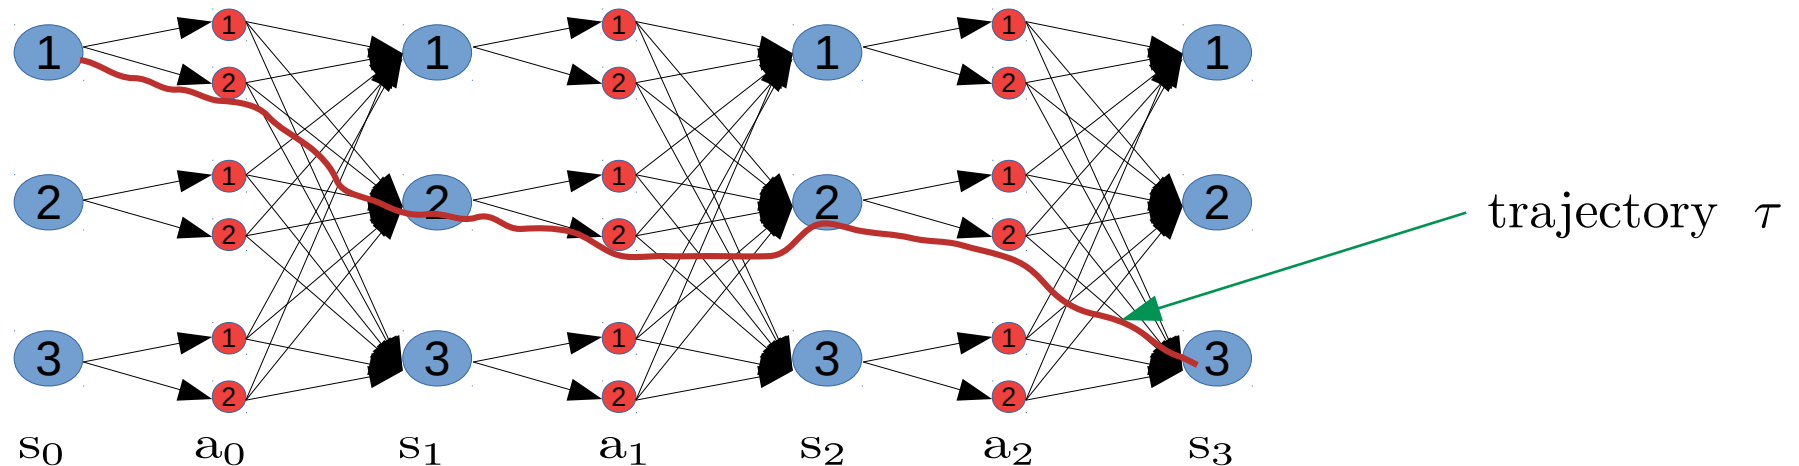 1 1 1 1 1 1 1
2 2 2
2 1 2 1 2 1 2
2 2 2
3 1 3 1 3 1 3
2 2 2
trajectory τ
s₀ a₀ s₁ a₁ s₂ a₂ s₃